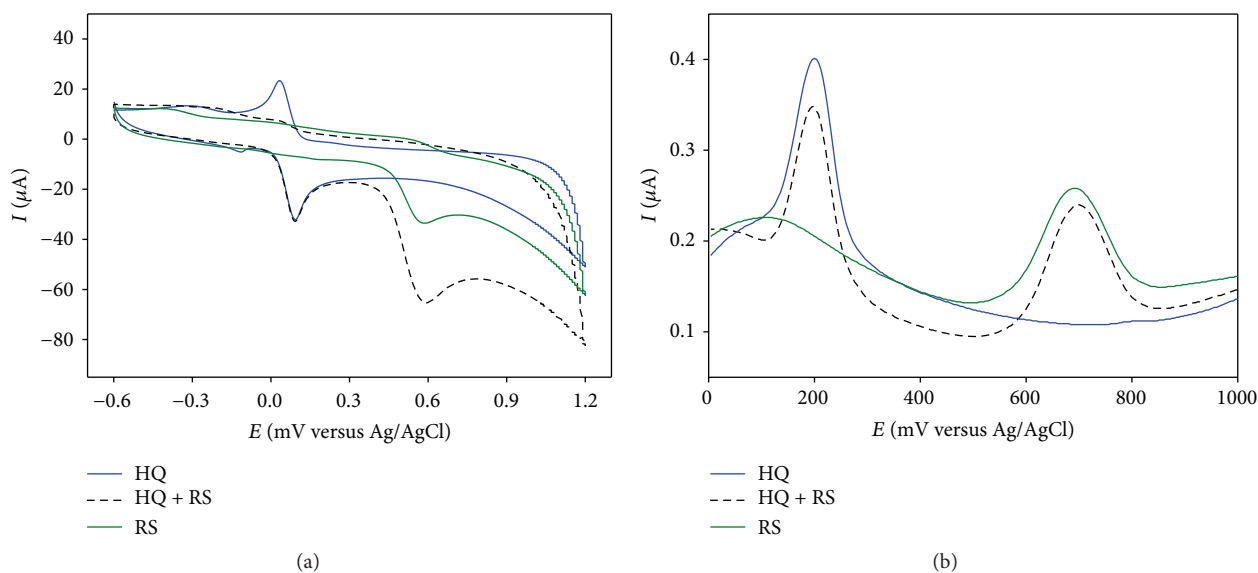 40
20
0
−20
−40
−60
−80
I (μA)
−0.6 −0.3 0.0 0.3 0.6 0.9 1.2
E (mV versus Ag/AgCl)
HQ
HQ + RS
RS
(a)
0.4
0.3
0.2
0.1
I (μA)
0 200 400 600 800 1000
E (mV versus Ag/AgCl)
HQ
HQ + RS
RS
(b)